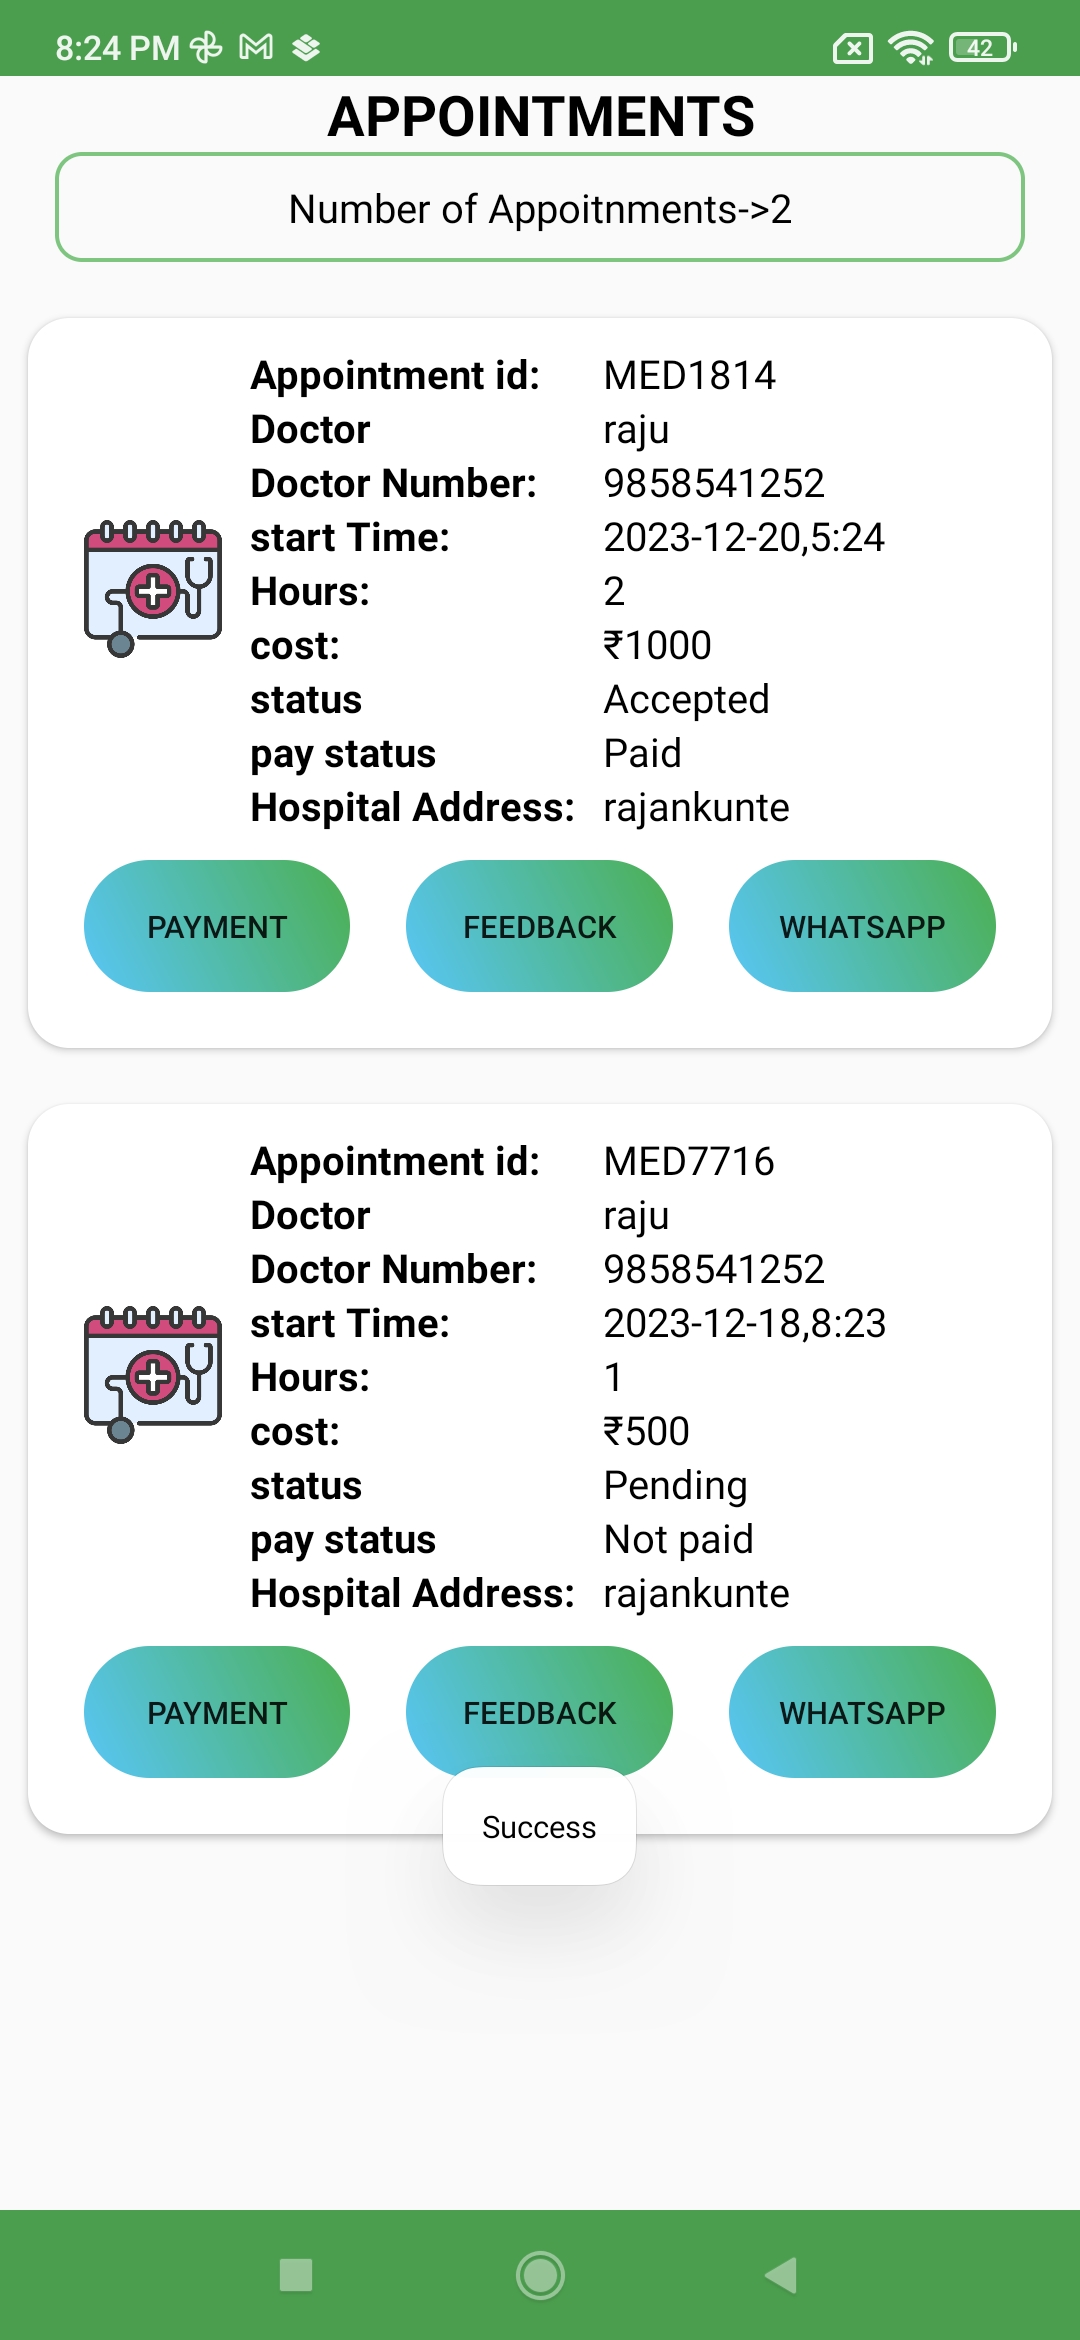 8:24 PM 42
APPOINTMENTS
Number of Appoitnments->2
Appointment id: MED1814
Doctor raju
Doctor Number: 9858541252
start Time: 2023-12-20,5:24
Hours: 2
cost: ₹1000
status Accepted
pay status Paid
Hospital Address: rajankunte
PAYMENT FEEDBACK WHATSAPP
Appointment id: MED7716
Doctor raju
Doctor Number: 9858541252
start Time: 2023-12-18,8:23
Hours: 1
cost: ₹500
status Pending
pay status Not paid
Hospital Address: rajankunte
PAYMENT FEEDBACK WHATSAPP
Success